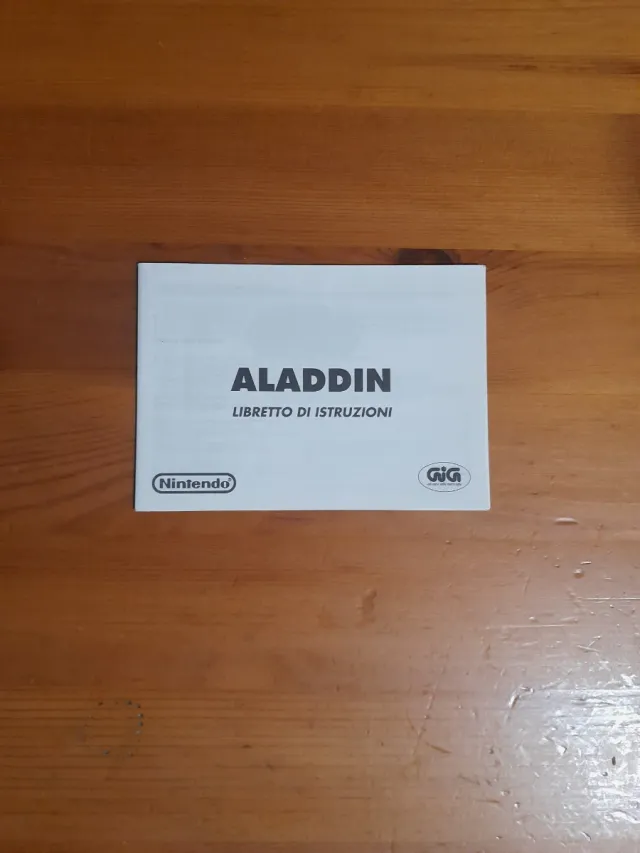 ALADDIN
LIBRETTO DI ISTRUZIONI
Nintendo®
GiG